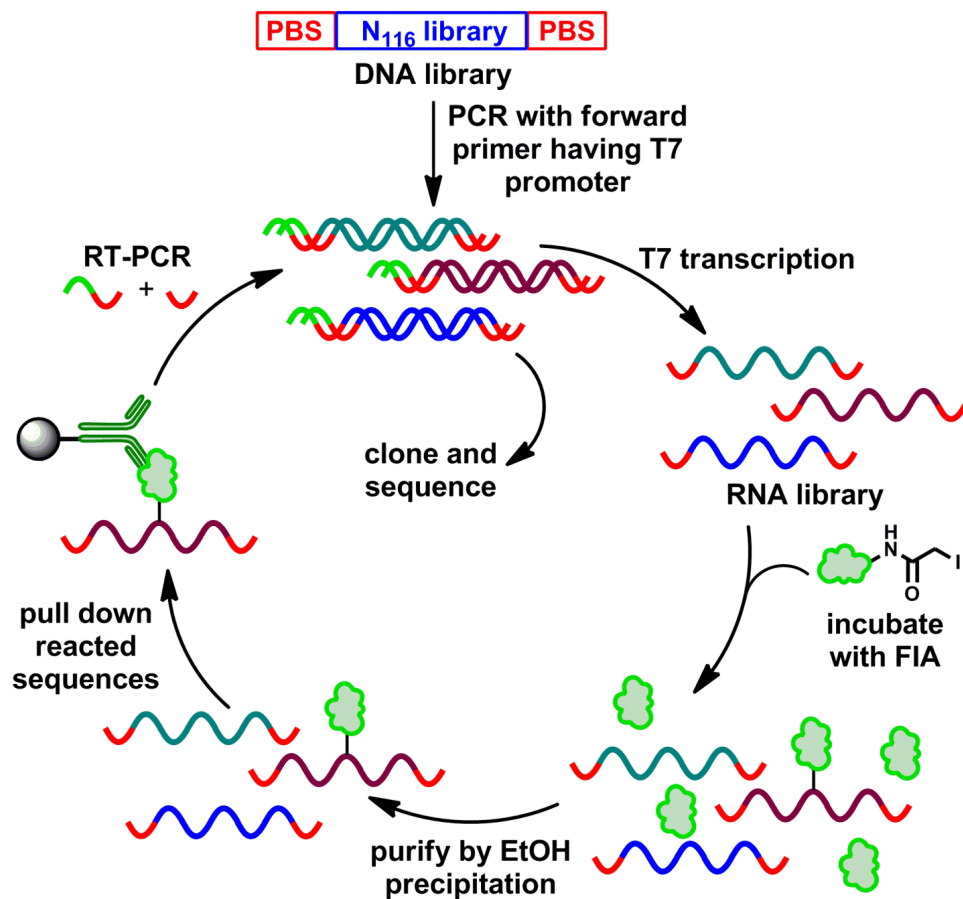 PBS N₁₁₆ library PBS
DNA library
PCR with forward
primer having T7
promoter
RT-PCR
+
T7 transcription
clone and
sequence
RNA library
H
N
I
O
incubate
with FIA
pull down
reacted
sequences
purify by EtOH
precipitation